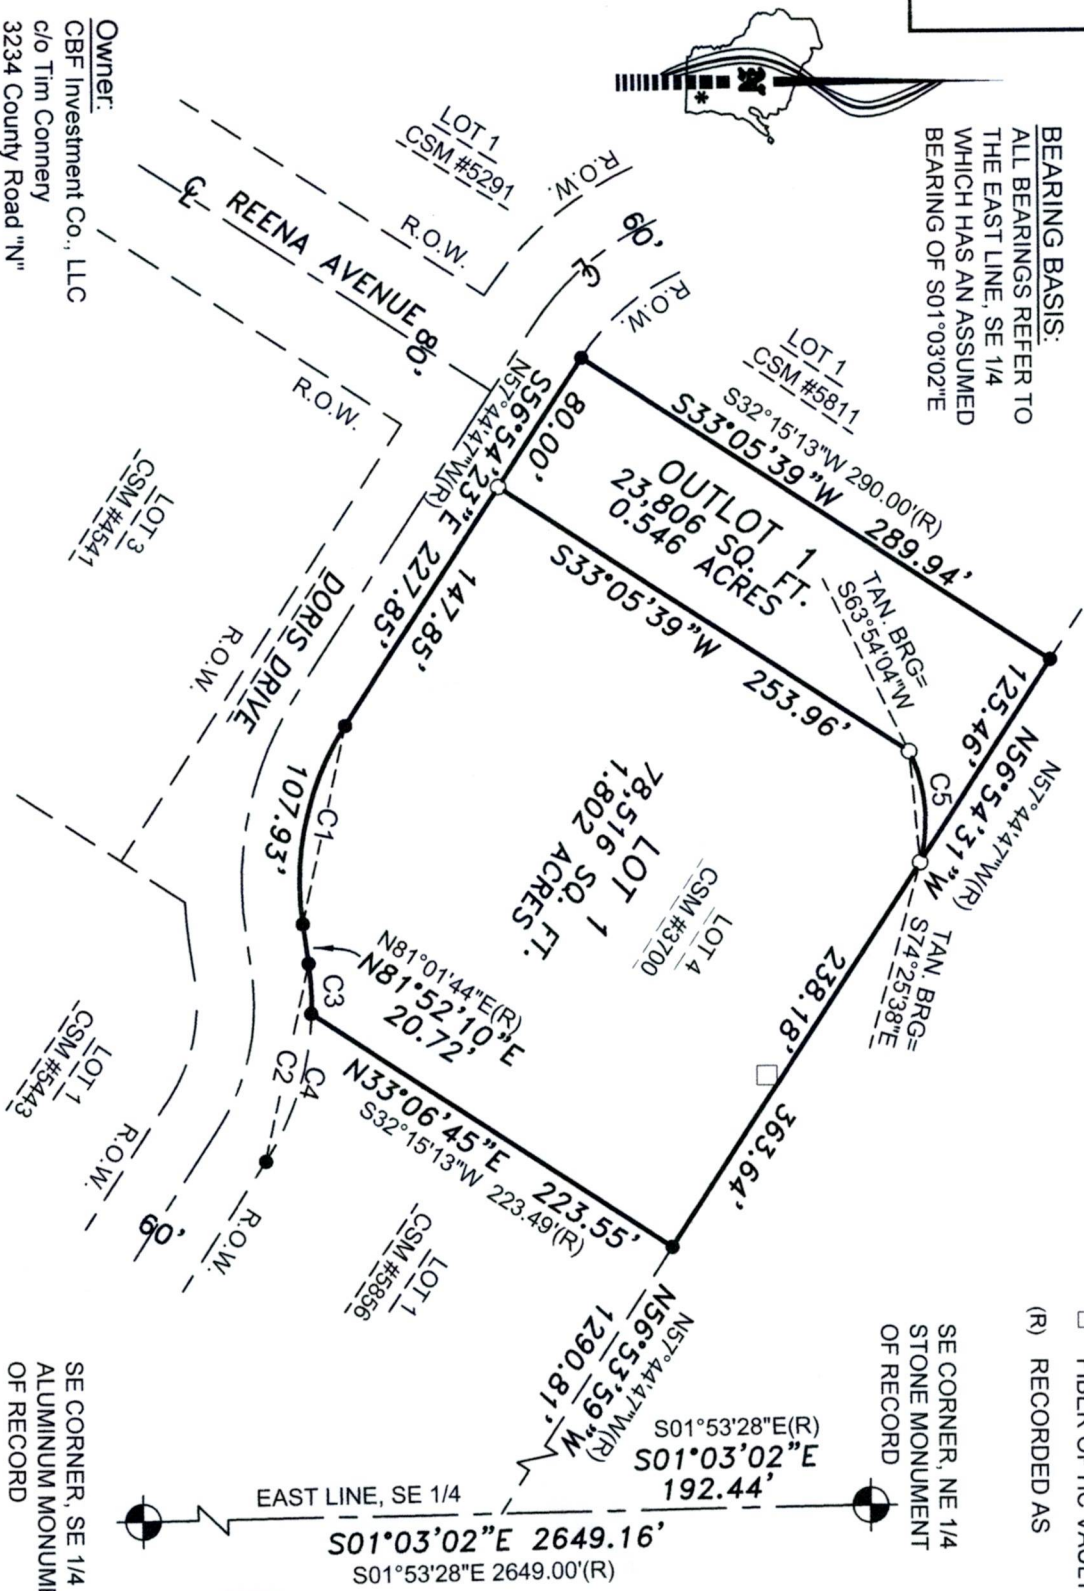 BEARING BASIS:
ALL BEARINGS REFER TO
THE EAST LINE, SE 1/4
WHICH HAS AN ASSUMED
BEARING OF S01°03'02"E
(R) RECORDED AS
SE CORNER, NE 1/4
STONE MONUMENT
OF RECORD
LOT 1
CSM #5291
R.O.W.
60'
R.O.W.
R.O.W.
℄ REENA AVENUE
80'
R.O.W.
LOT 1
CSM #5811
S32°15'13"W 290.00'(R)
S33°05'39"W 289.94'
OUTLOT 1
23,806 SQ. FT.
0.546 ACRES
80.00'
S56°54'23"E 227.85'
N57°44'47"W(R)
147.85'
S33°05'39"W 253.96'
TAN. BRG=
S63°54'04"W
C5
125.46'
N57°44'47"W(R)
N56°54'31"W
363.64'
238.18'
TAN. BRG=
S74°25'38"E
LOT 4
CSM #3700
LOT 1
78,516 SQ. FT.
1.802 ACRES
℄
DORIS DRIVE
R.O.W.
LOT 3
CSM #4541
C1
107.93'
N81°01'44"E(R)
N81°52'10"E
20.72'
C3
C4
C2
N33°06'45"E 223.55'
S32°15'13"W 223.49'(R)
LOT 1
CSM #5856
LOT 1
CSM #5443
R.O.W.
60'
R.O.W.
N57°44'47"W(R)
N56°53'59"W
1290.81'
S01°53'28"E(R)
S01°03'02"E
192.44'
EAST LINE, SE 1/4
S01°03'02"E 2649.16'
S01°53'28"E 2649.00'(R)
SE CORNER, SE 1/4
ALUMINUM
OF RECORD
Owner:
CBF Investment Co., LLC
c/o Tim Connery
3234 County Road "N"